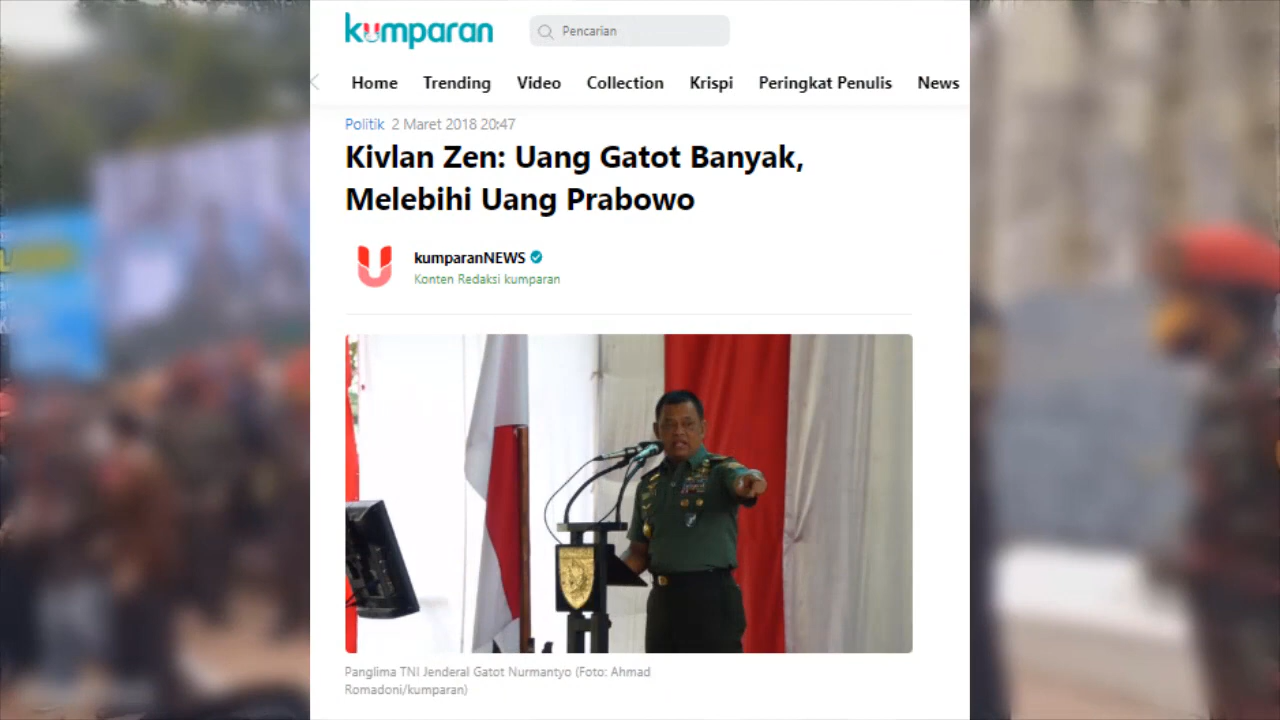 kumparan
Pencarian
Home Trending Video Collection Krispi Peringkat Penulis News
Politik 2 Maret 2018 20:47
Kivlan Zen: Uang Gatot Banyak,
Melebihi Uang Prabowo
kumparanNEWS
Konten Redaksi kumparan
Panglima TNI Jenderal Gatot Nurmantyo (Foto: Ahmad
Romadoni/kumparan)